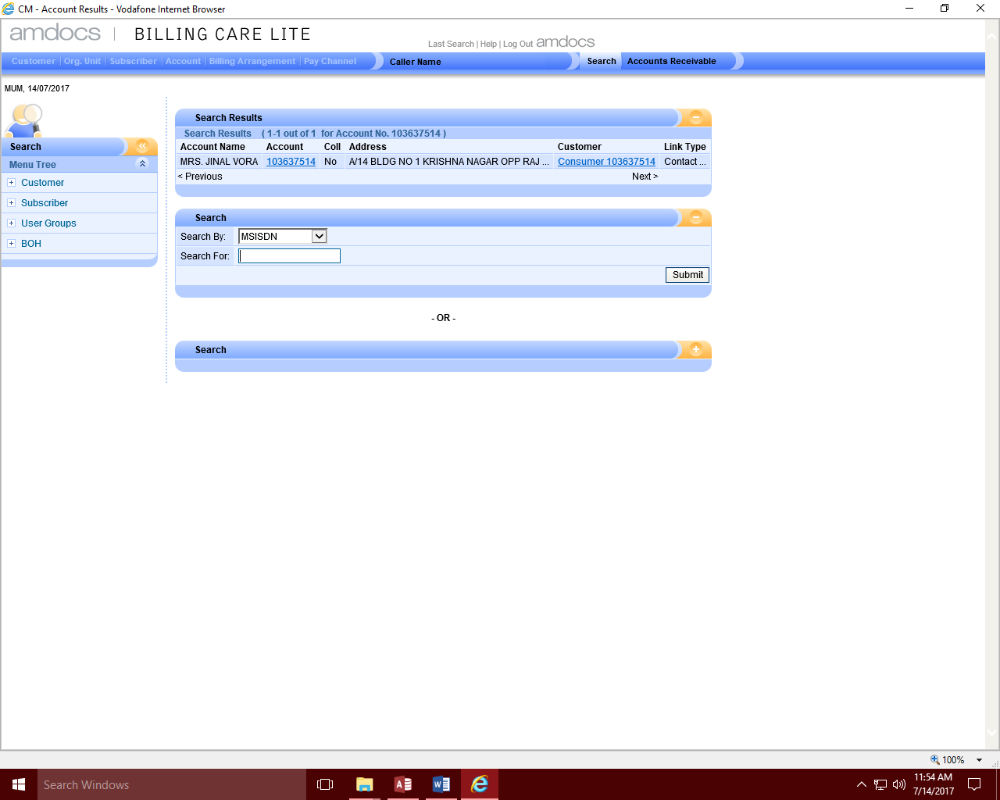 CM - Account Results - Vodafone Internet Browser
amdocs | BILLING CARE LITE
Last Search | Help | Log Out amdocs
Customer | Org. Unit | Subscriber | Account | Billing Arrangement | Pay Channel
Caller Name
Search Accounts Receivable
MUM, 14/07/2017
Search
Menu Tree
Customer
Subscriber
User Groups
BOH
Search Results
Search Results ( 1-1 out of 1 for Account No. 103637514 )
Account Name Account Coll Address Customer Link Type
MRS. JINAL VORA 103637514 No A/14 BLDG NO 1 KRISHNA NAGAR OPP RAJ ... Consumer 103637514 Contact ...
< Previous Next >
Search
Search By: MSISDN
Search For:
Submit
- OR -
Search
100%
Search Windows
11:54 AM
7/14/2017